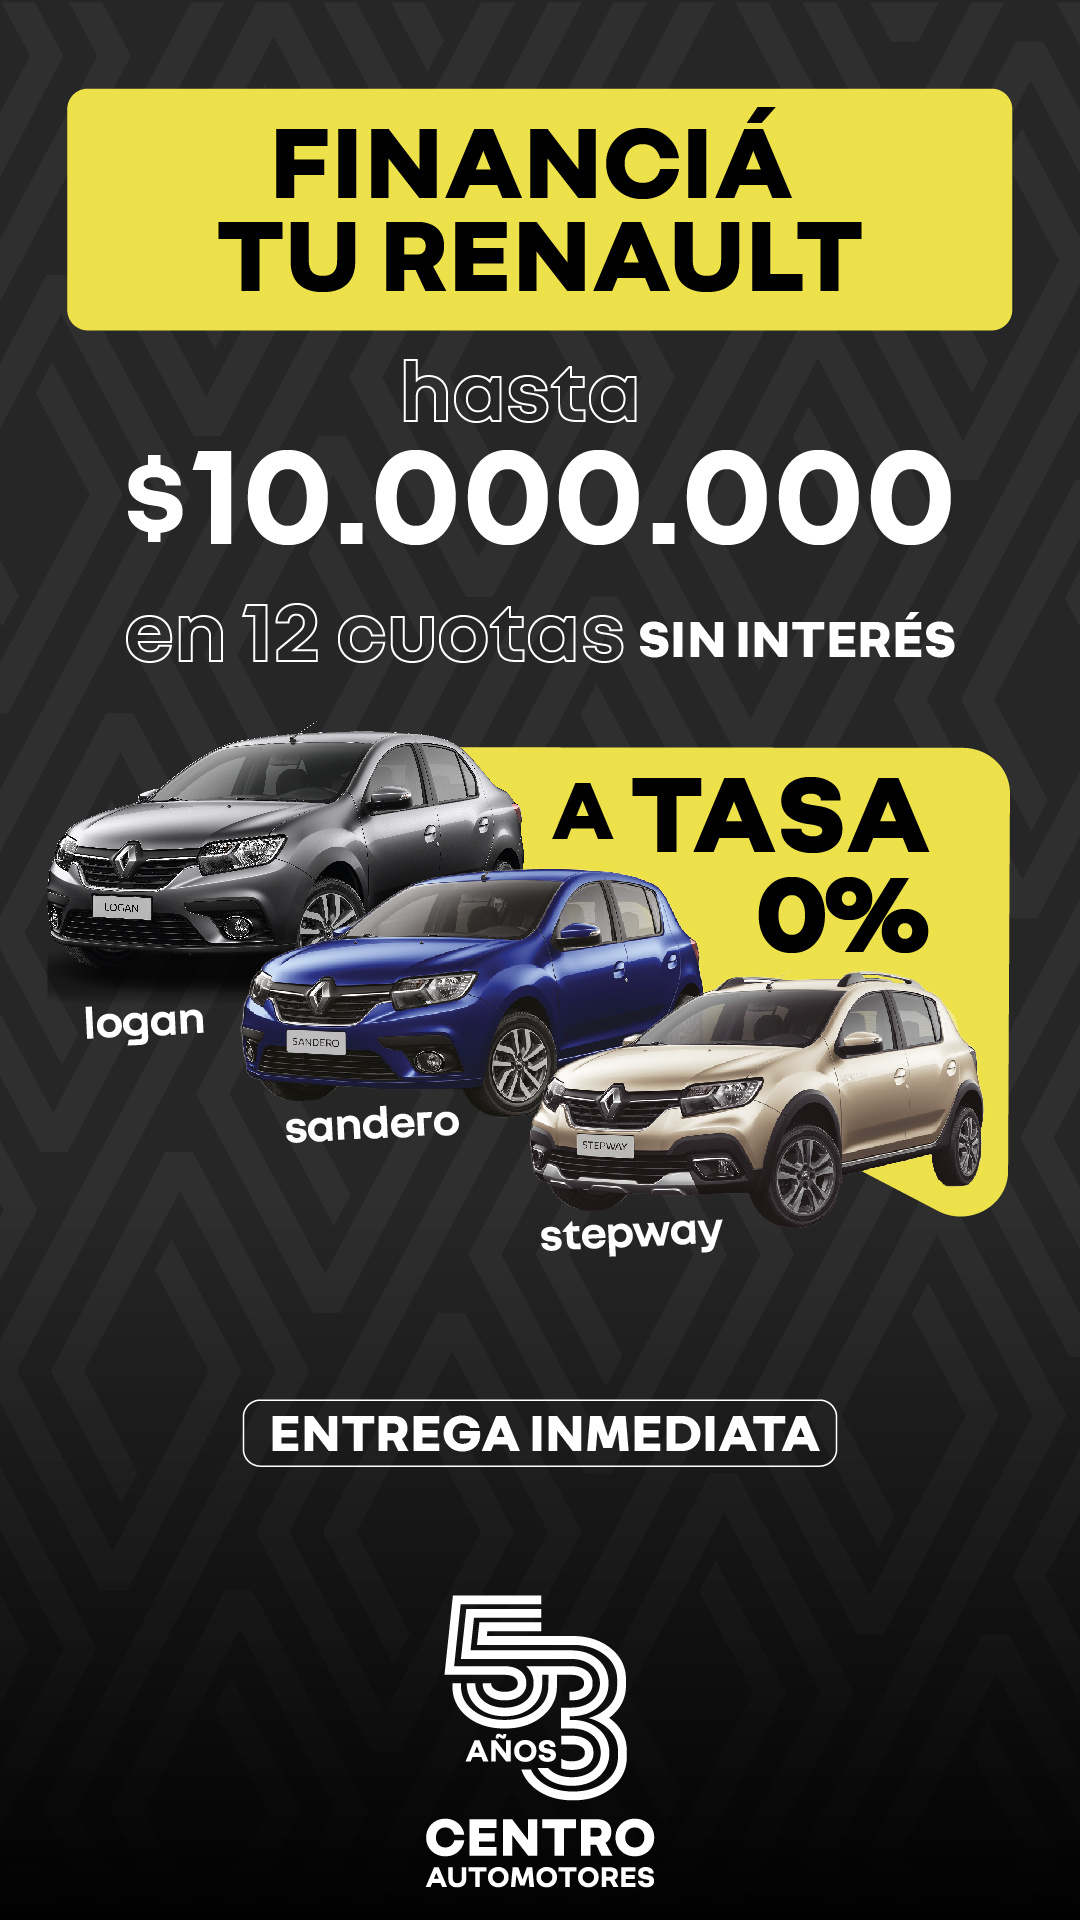 FINANCIÁ
TU RENAULT
hasta
$10.000.000
en 12 cuotas SIN INTERÉS
A TASA
0%
LOGAN
logan
SANDERO
sandero
STEPWAY
stepway
ENTREGA INMEDIATA
53
AÑOS
CENTRO
AUTOMOTORES